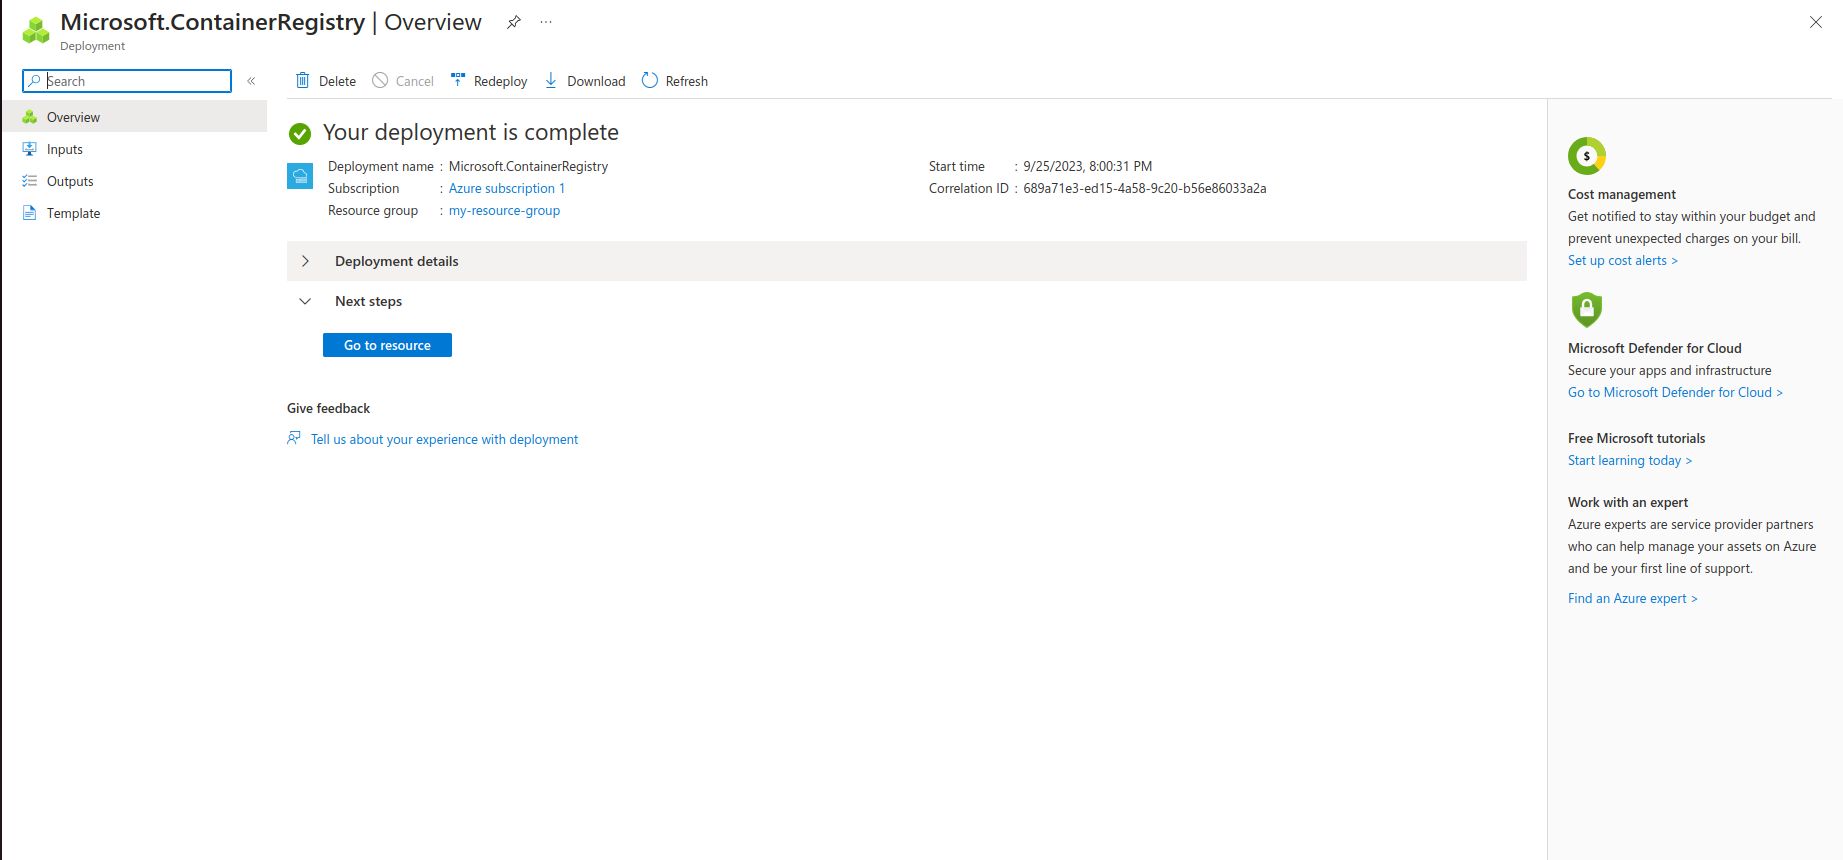 Microsoft.ContainerRegistry | Overview
Deployment
Search
Overview
Inputs
Outputs
Template
Delete Cancel Redeploy Download Refresh
Your deployment is complete
Deployment name : Microsoft.ContainerRegistry
Subscription : Azure subscription 1
Resource group : my-resource-group
Start time : 9/25/2023, 8:00:31 PM
Correlation ID : 689a71e3-ed15-4a58-9c20-b56e86033a2a
Deployment details
Next steps
Go to resource
Give feedback
Tell us about your experience with deployment
$
Cost management
Get notified to stay within your budget and
prevent unexpected charges on your bill.
Set up cost alerts >
Microsoft Defender for Cloud
Secure your apps and infrastructure
Go to Microsoft Defender for Cloud >
Free Microsoft tutorials
Start learning today >
Work with an expert
Azure experts are service provider partners
who can help manage your assets on Azure
and be your first line of support.
Find an Azure expert >